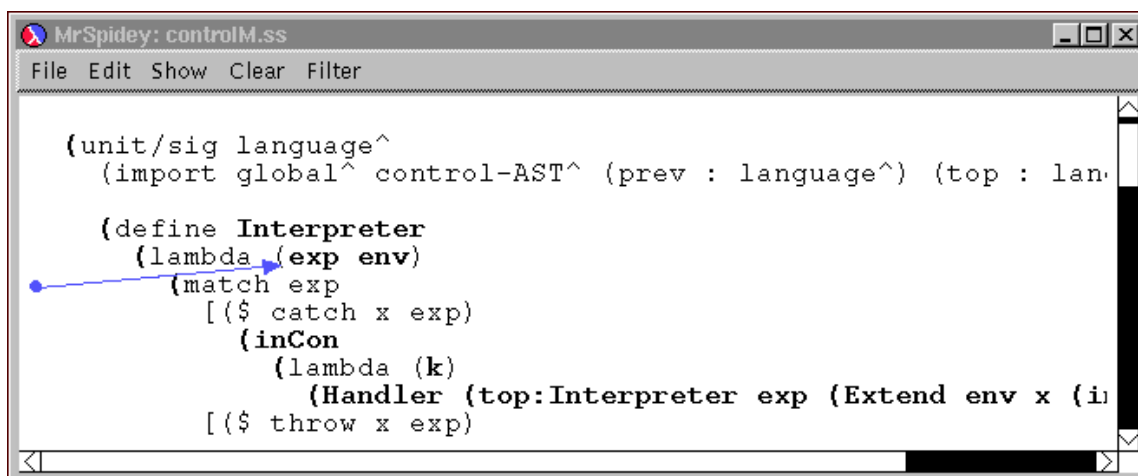 MrSpidey: controlM.ss
File Edit Show Clear Filter
(unit/sig language^
(import global^ control-AST^ (prev : language^) (top : lan
(define Interpreter
(lambda (exp env)
(match exp
[($ catch x exp)
(inCon
(lambda (k)
(Handler (top:Interpreter exp (Extend env x (i
[($ throw x exp)